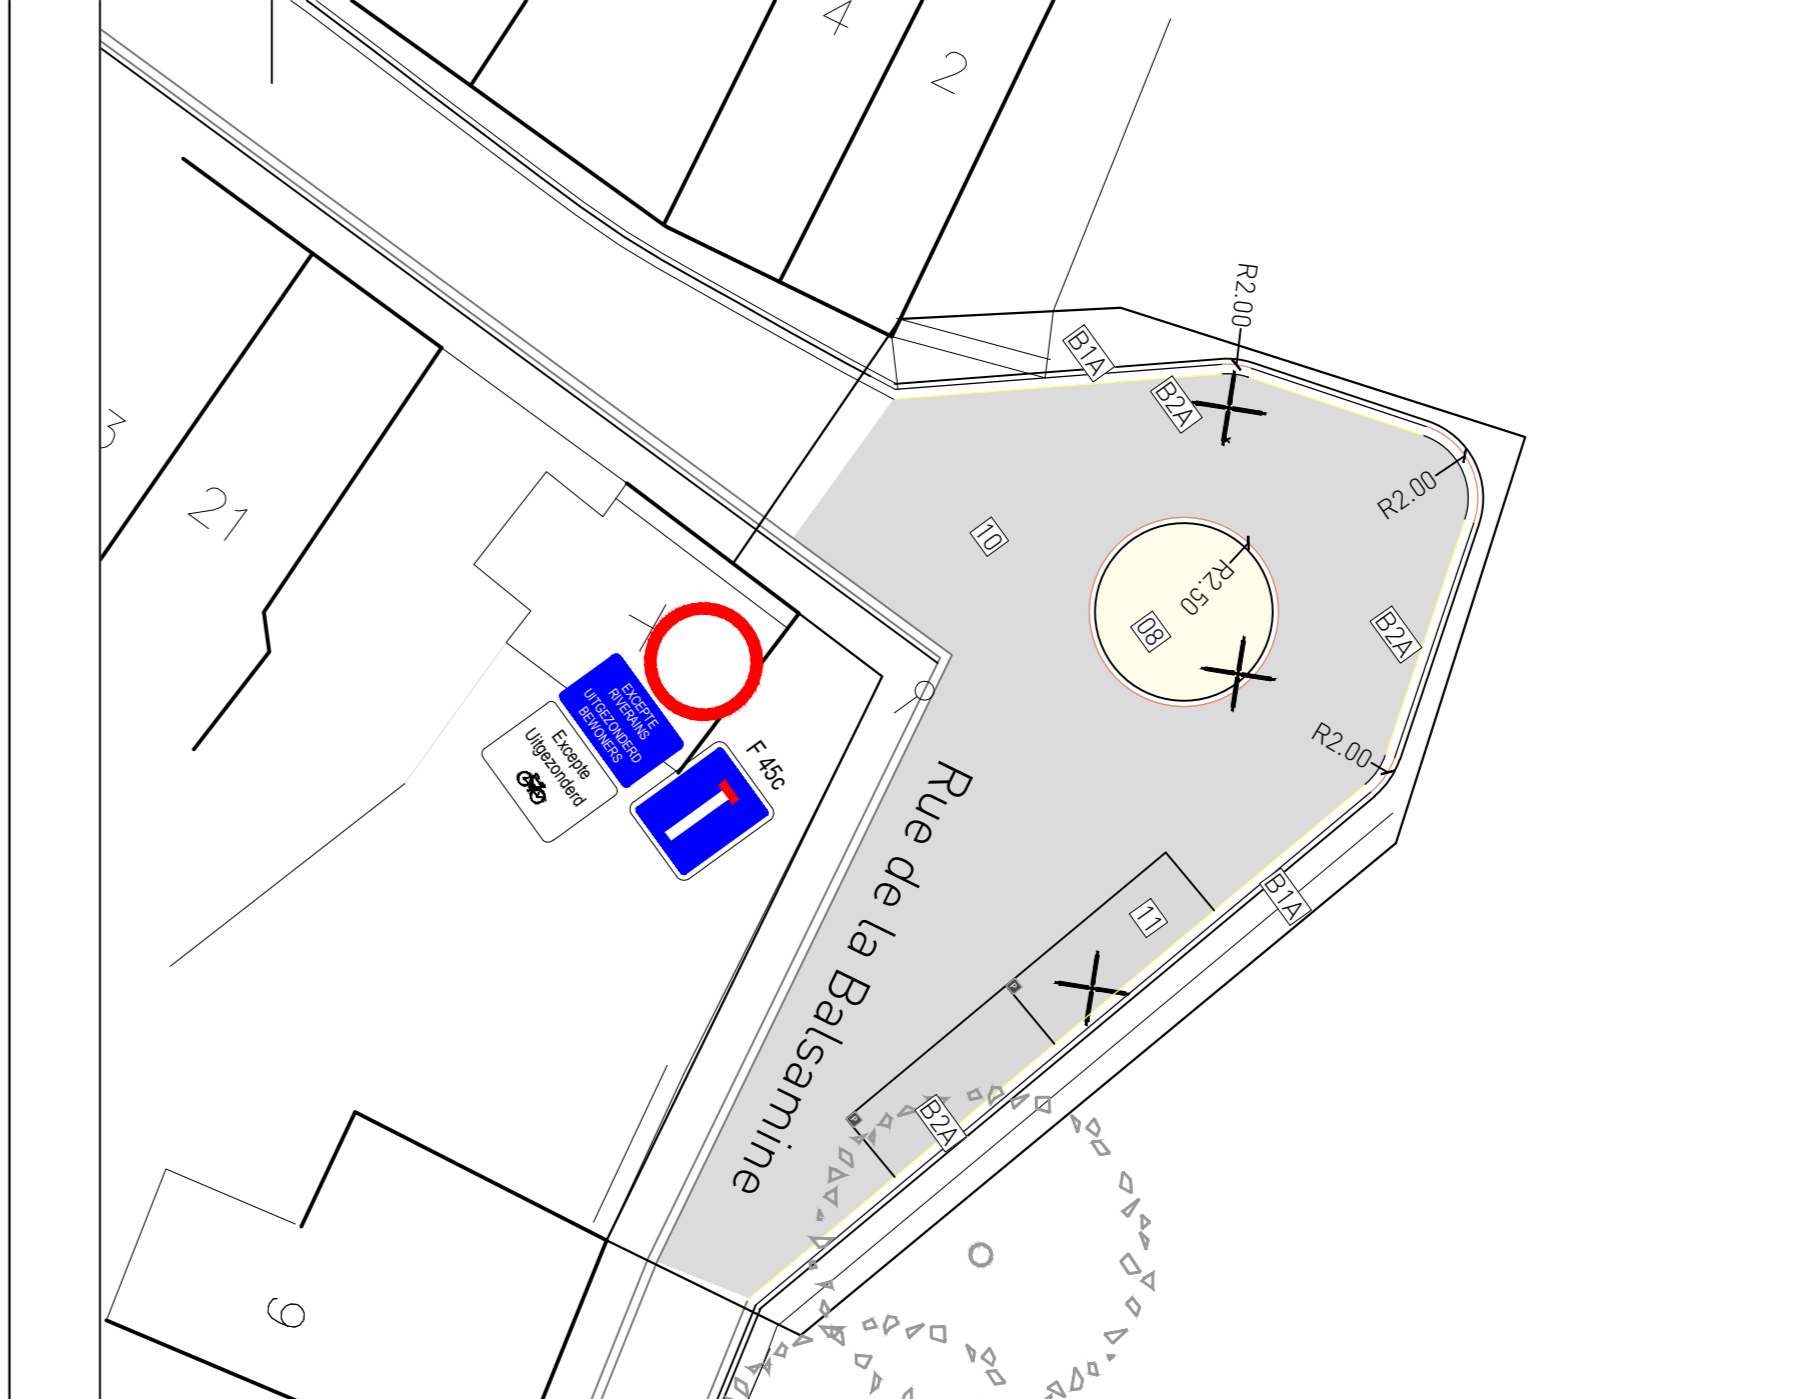 4
2
R2.00
B1A
B2A
3
R2.00
21
10
R2.50
08
B2A
EXCEPTE
RIVERAINS
UITGEZONDERD
BEWONERS
Excepte
Uitgezonderd
F 45c
R2.00
Rue de la Balsamine
B1A
11
P
P
B2A
9